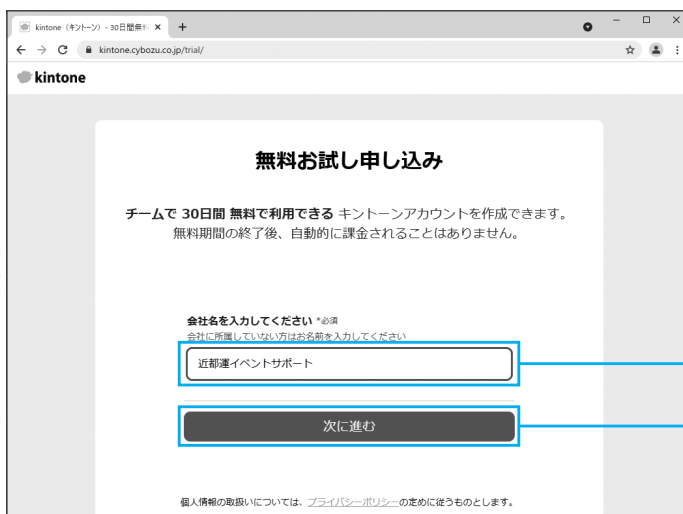 kintone（キントーン）- 30日間無料
kintone.cybozu.co.jp/trial/
kintone
無料お試し申し込み
チームで 30日間 無料で利用できる キントーンアカウントを作成できます。
無料期間の終了後、自動的に課金されることはありません。
会社名を入力してください *必須
会社に所属していない方はお名前を入力してください
近都運イベントサポート
次に進む
個人情報の取扱いについては、プライバシーポリシーの定めに従うものとします。